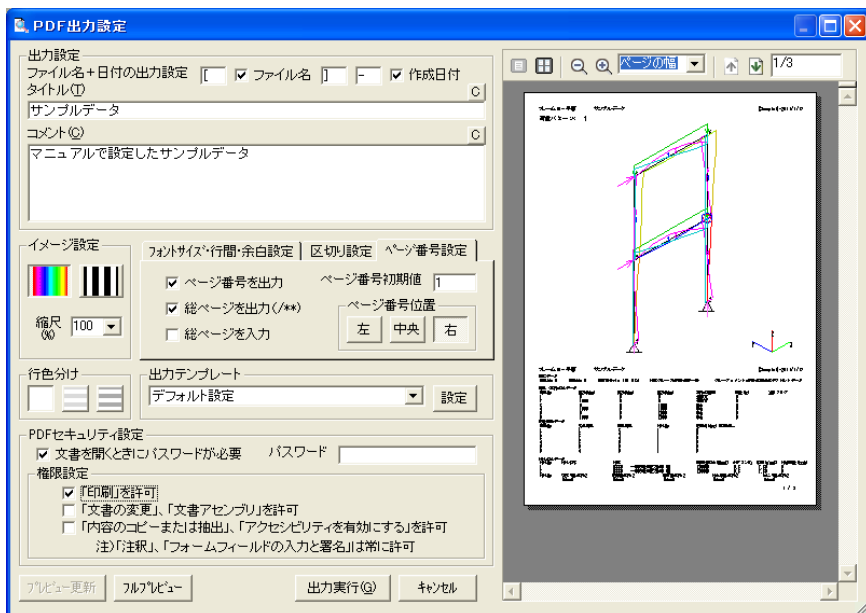 PDF出力設定
出力設定
ファイル名+日付の出力設定 [ ファイル名 ] - 作成日付
タイトル(T) C
サンプルデータ
コメント(C) C
マニュアルで設定したサンプルデータ
イメージ設定
縮尺(%) 100
フォントサイズ・行間・余白設定 区切り設定 ページ番号設定
ページ番号を出力 ページ番号初期値 1
総ページを出力(/**) ページ番号位置
総ページを入力 左 中央 右
行色分け 出力テンプレート
デフォルト設定 設定
PDFセキュリティ設定
文書を開くときにパスワードが必要 パスワード
権限設定
「印刷」を許可
「文書の変更」、「文書アセンブリ」を許可
「内容のコピーまたは抽出」、「アクセシビリティを有効にする」を許可
注)「注釈」、「フォームフィールドの入力と署名」は常に許可
プレビュー更新 フルプレビュー 出力実行(G) キャンセル
ページの幅 1/3
サンプルデータ
1
サンプルデータ
1 / 3